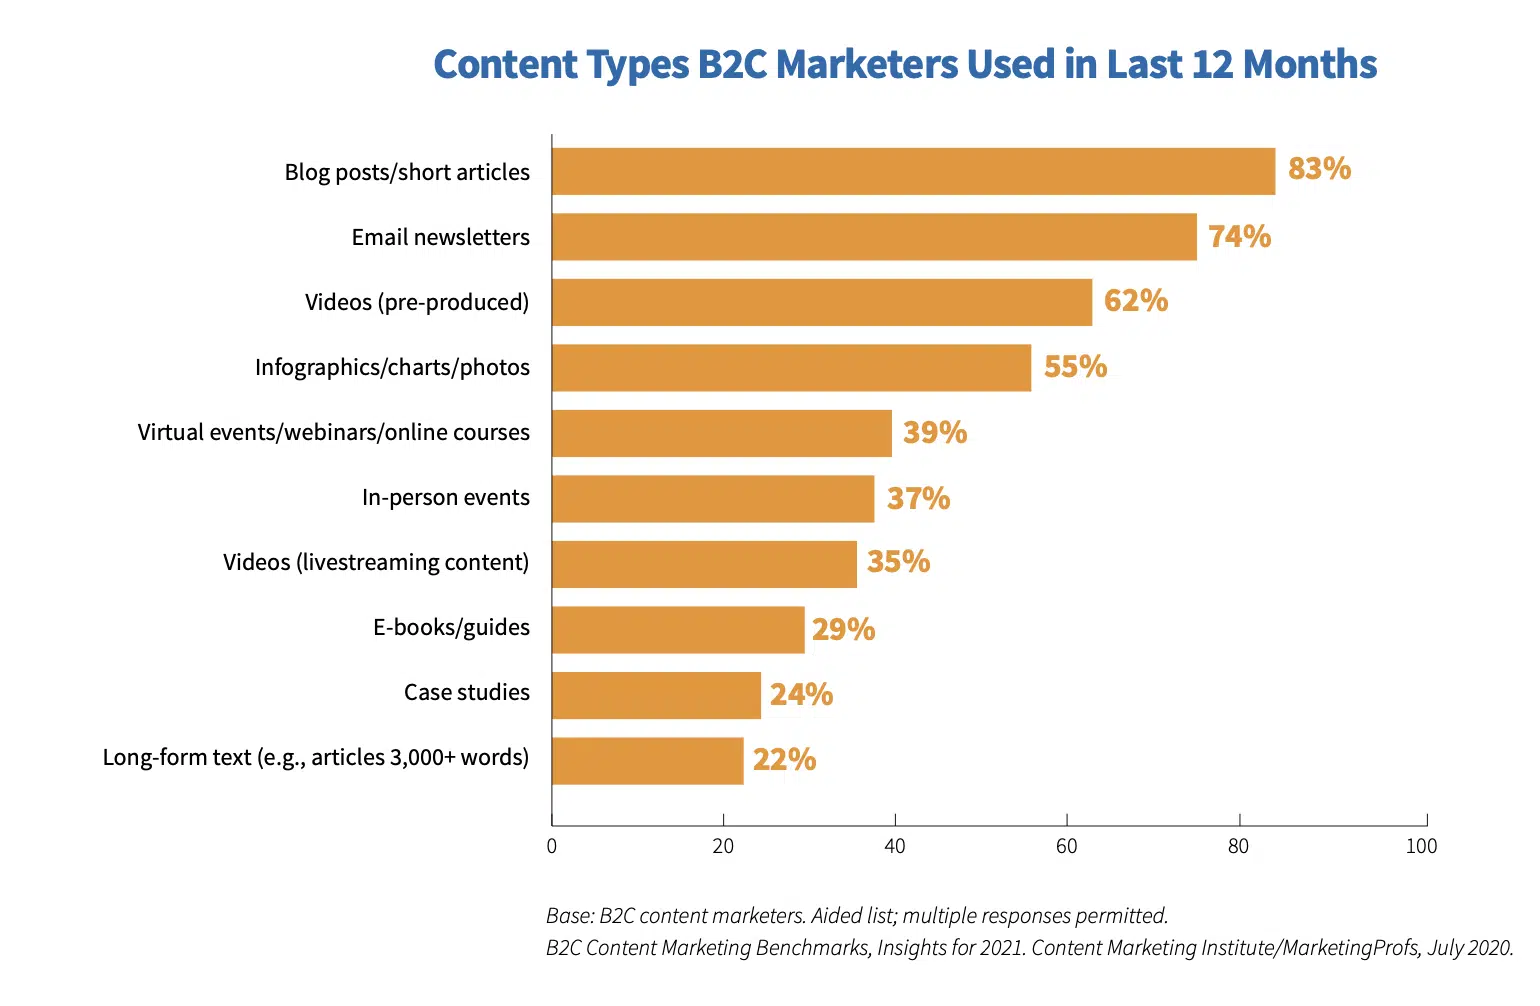 Content Types B2C Marketers Used in Last 12 Months
Blog posts/short articles 83%
Email newsletters 74%
Videos (pre-produced) 62%
Infographics/charts/photos 55%
Virtual events/webinars/online courses 39%
In-person events 37%
Videos (livestreaming content) 35%
E-books/guides 29%
Case studies 24%
Long-form text (e.g., articles 3,000+ words) 22%
0 20 40 60 80 100
Base: B2C content marketers. Aided list; multiple responses permitted.
B2C Content Marketing Benchmarks, Insights for 2021. Content Marketing Institute/MarketingProfs, July 2020.